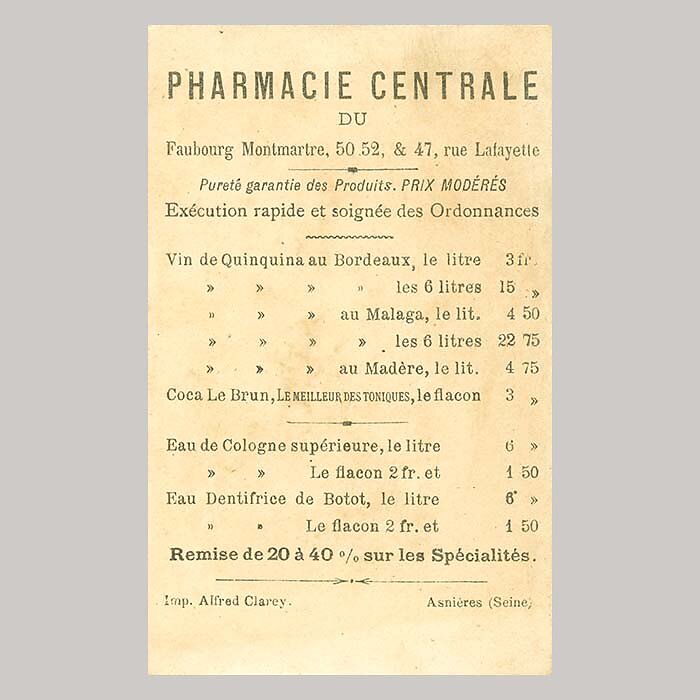 PHARMACIE CENTRALE
DU
Faubourg Montmartre, 50 52, & 47, rue Lafayette
Pureté garantie des Produits. PRIX MODÉRÉS
Exécution rapide et soignée des Ordonnances
Vin de Quinquina au Bordeaux, le litre 3 fr.
» » » » les 6 litres 15 »
» » » au Malaga, le lit. 4 50
» » » » les 6 litres 22 75
» » » au Madère, le lit. 4 75
Coca Le Brun, LE MEILLEUR DES TONIQUES, le flacon 3 »
Eau de Cologne supérieure, le litre 6 »
» » Le flacon 2 fr. et 1 50
Eau Dentifrice de Botot, le litre 6 »
» » Le flacon 2 fr. et 1 50
Remise de 20 à 40 % sur les Spécialités.
Imp. Alfred Clarey. Asnières (Seine)